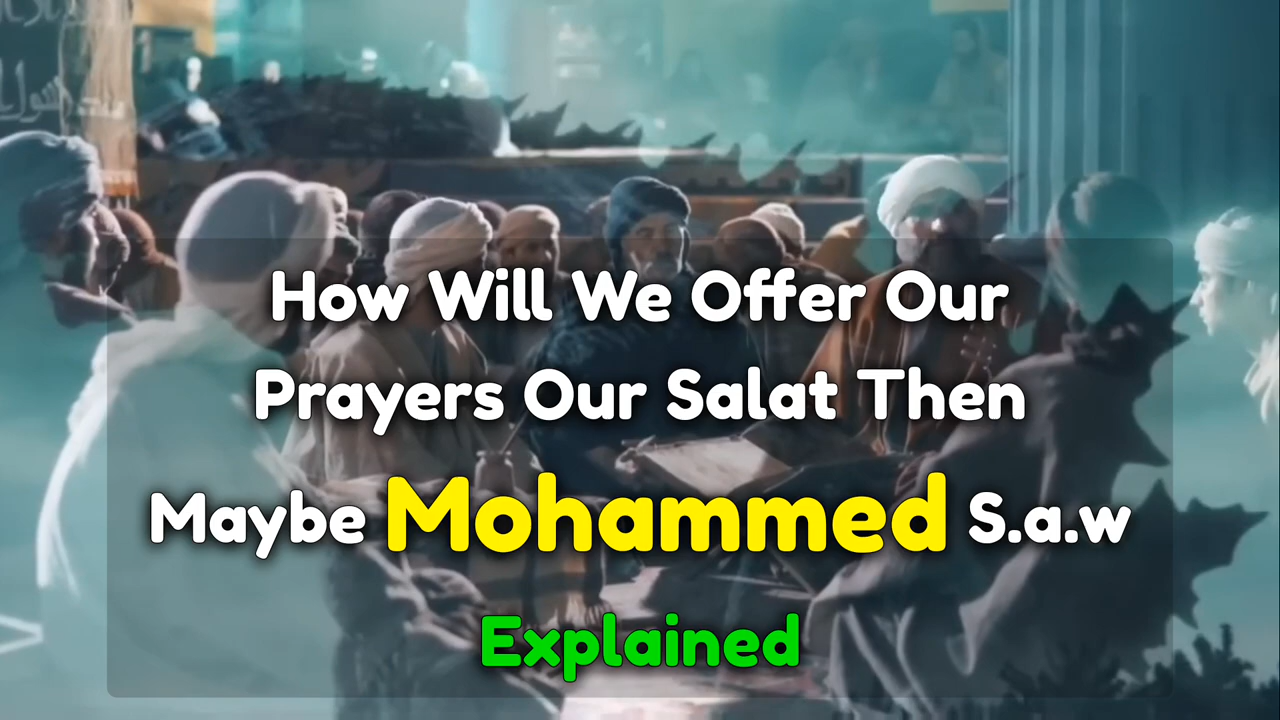 How Will We Offer Our
Prayers Our Salat Then
Maybe Mohammed S.a.w
Explained